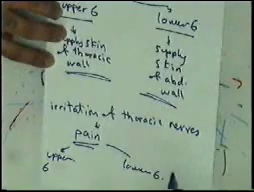 upper 6
lower 6
supply skin
of thoracic
wall
supply
skin
of abd.
wall
irritation of thoracic nerves
pain
upper
6
lower 6.